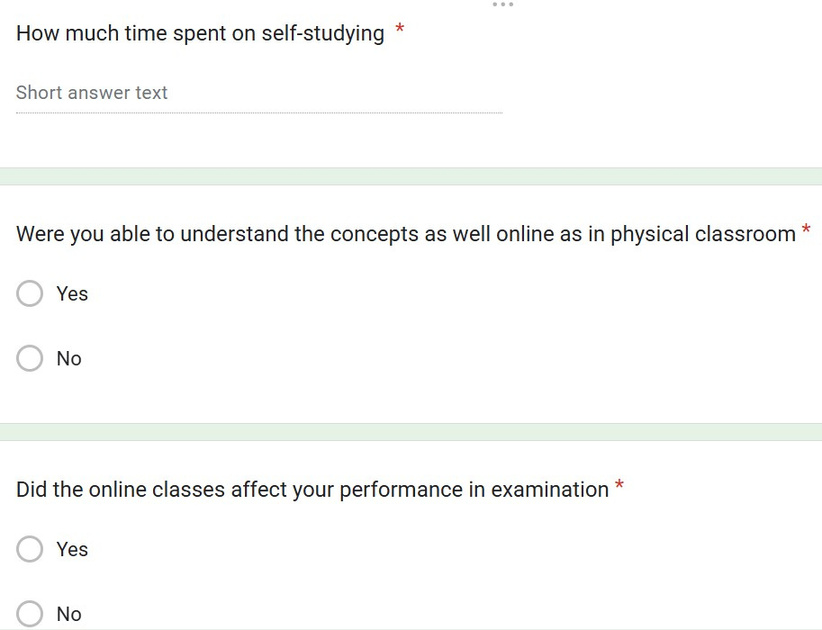 How much time spent on self-studying *
Short answer text
Were you able to understand the concepts as well online as in physical classroom *
Yes
No
Did the online classes affect your performance in examination *
Yes
No